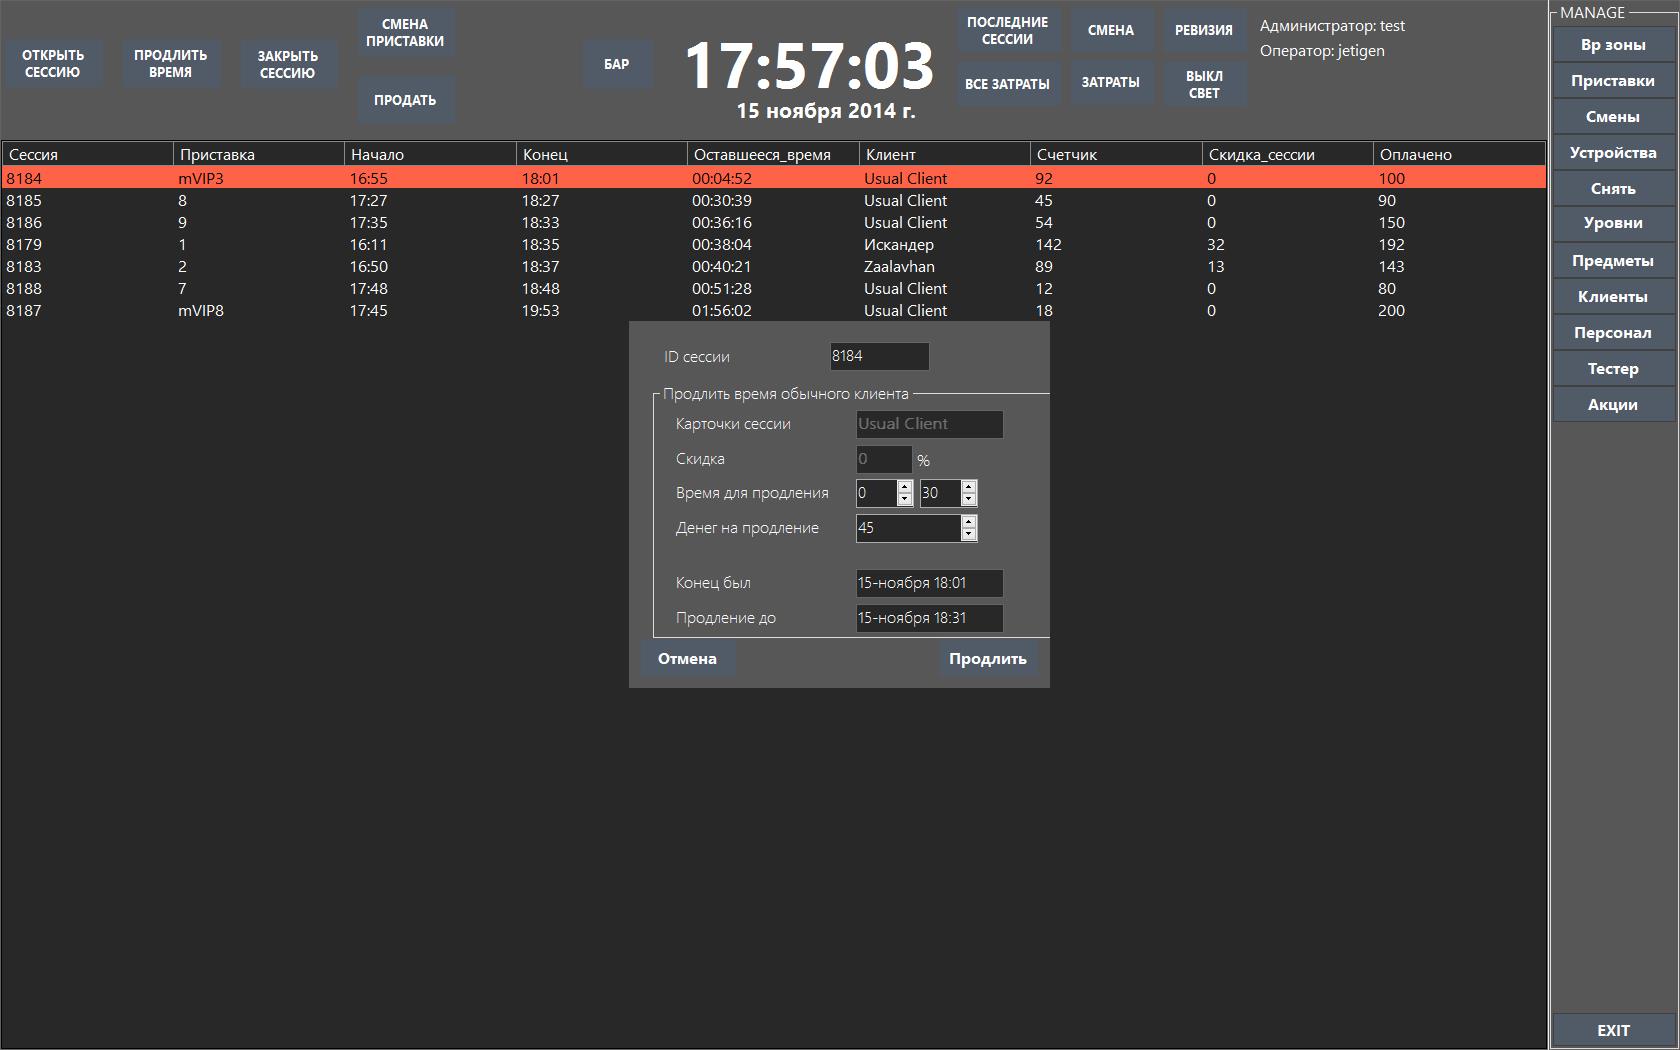 ОТКРЫТЬ
СЕССИЮ
ПРОДЛИТЬ
ВРЕМЯ
ЗАКРЫТЬ
СЕССИЮ
СМЕНА
ПРИСТАВКИ
ПРОДАТЬ
БАР
17:57:03
15 ноября 2014 г.
ПОСЛЕДНИЕ
СЕССИИ
СМЕНА
РЕВИЗИЯ
ВСЕ ЗАТРАТЫ
ЗАТРАТЫ
ВЫКЛ
СВЕТ
Администратор: test
Оператор: jetigen
Сессия Приставка Начало Конец Оставшееся_время Клиент Счетчик Скидка_сессии Оплачено
8184 mVIP3 16:55 18:01 00:04:52 Usual Client 92 0 100
8185 8 17:27 18:27 00:30:39 Usual Client 45 0 90
8186 9 17:35 18:33 00:36:16 Usual Client 54 0 150
8179 1 16:11 18:35 00:38:04 Искандер 142 32 192
8183 2 16:50 18:37 00:40:21 Zaalavhan 89 13 143
8188 7 17:48 18:48 00:51:28 Usual Client 12 0 80
8187 mVIP8 17:45 19:53 01:56:02 Usual Client 18 0 200
ID сессии 8184
Продлить время обычного клиента
Карточки сессии Usual Client
Скидка 0 %
Время для продления 0 30
Денег на продление 45
Конец был 15-ноября 18:01
Продление до 15-ноября 18:31
Отмена Продлить
MANAGE
Вр зоны
Приставки
Смены
Устройства
Снять
Уровни
Предметы
Клиенты
Персонал
Тестер
Акции
EXIT